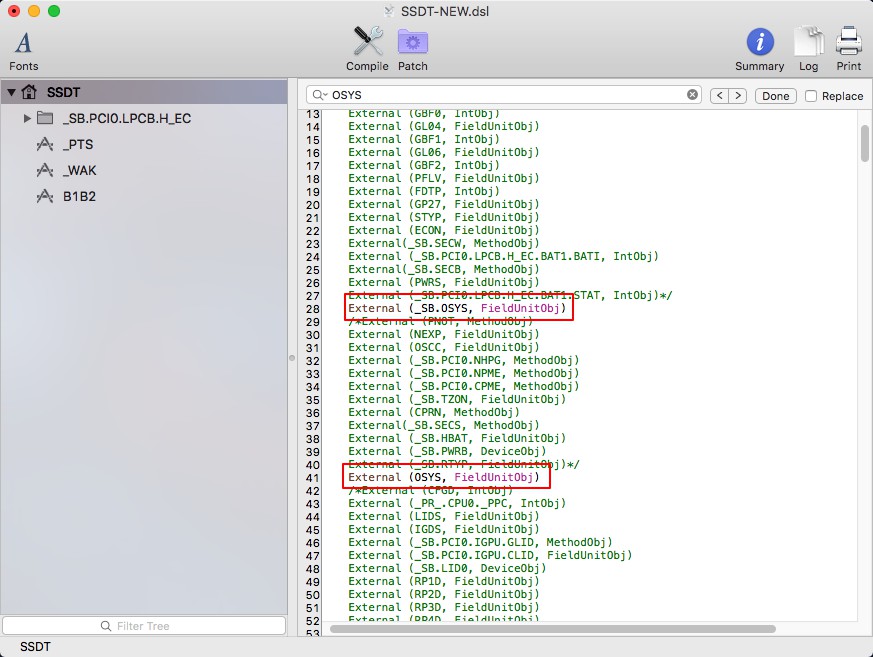 SSDT-NEW.dsl
A
Fonts
Compile
Patch
i
Summary
Log
Print
SSDT
_SB.PCI0.LPCB.H_EC
_PTS
_WAK
B1B2
OSYS
Done
Replace
13 External (GBF0, IntObj)
14 External (GL04, FieldUnitObj)
15 External (GBF1, IntObj)
16 External (GL06, FieldUnitObj)
17 External (GBF2, IntObj)
18 External (PFLV, FieldUnitObj)
19 External (FDTP, IntObj)
20 External (GP27, FieldUnitObj)
21 External (STYP, FieldUnitObj)
22 External (ECON, FieldUnitObj)
23 External(_SB.SECW, MethodObj)
24 External (_SB.PCI0.LPCB.H_EC.BAT1.BATI, IntObj)
25 External(_SB.SECB, MethodObj)
26 External (PWRS, FieldUnitObj)
27 External (_SB.PCI0.LPCB.H_EC.BAT1.STAT, IntObj)*/
28 External (_SB.OSYS, FieldUnitObj)
29 /*External (PNOT, MethodObj)
30 External (NEXP, FieldUnitObj)
31 External (OSCC, FieldUnitObj)
32 External (_SB.PCI0.NHPG, MethodObj)
33 External (_SB.PCI0.NPME, MethodObj)
34 External (_SB.PCI0.CPME, MethodObj)
35 External (_SB.TZON, FieldUnitObj)
36 External (CPRN, MethodObj)
37 External(_SB.SECS, MethodObj)
38 External (_SB.HBAT, FieldUnitObj)
39 External (_SB.PWRB, DeviceObj)
40 External (_SB.RTYP, FieldUnitObj)*/
41 External (OSYS, FieldUnitObj)
42 /*External (CFGD, IntObj)
43 External (_PR_.CPU0._PPC, IntObj)
44 External (LIDS, FieldUnitObj)
45 External (IGDS, FieldUnitObj)
46 External (_SB.PCI0.IGPU.GLID, MethodObj)
47 External (_SB.PCI0.IGPU.CLID, FieldUnitObj)
48 External (_SB.LID0, DeviceObj)
49 External (RP1D, FieldUnitObj)
50 External (RP2D, FieldUnitObj)
51 External (RP3D, FieldUnitObj)
52 External (RP4D, FieldUnitObj)
53
Filter Tree
SSDT